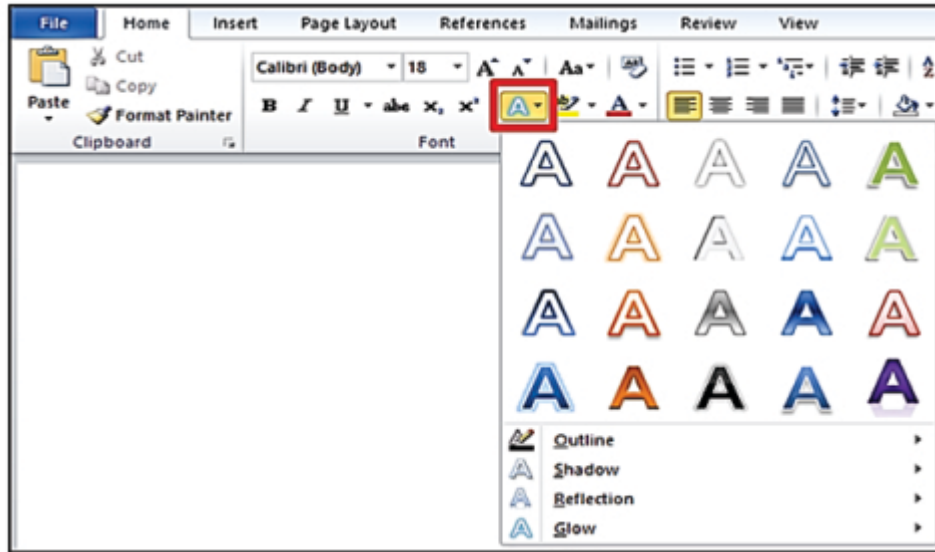 File Home Insert Page Layout References Mailings Review View
Cut
Copy
Paste
Format Painter
Clipboard
Calibri (Body) 18 A A Aa
B I U abc x, x² A A
Font
A A A A A
A A A A A
A A A A A
A A A A A
Outline
Shadow
Reflection
Glow